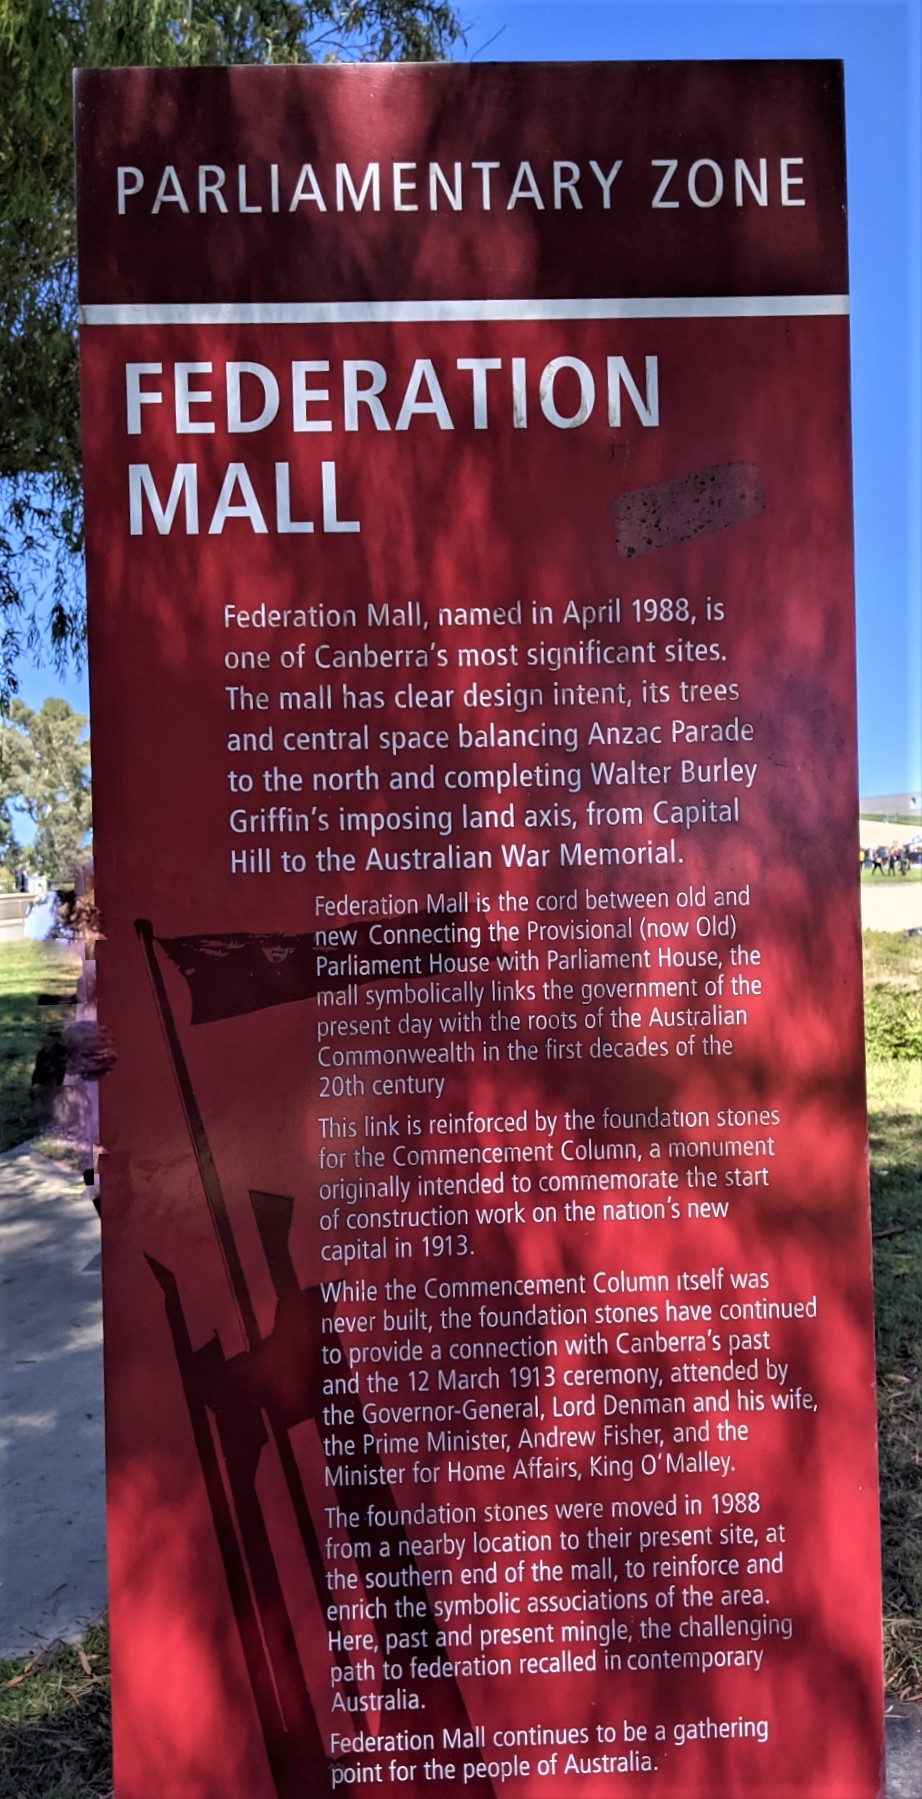 PARLIAMENTARY ZONE
FEDERATION
MALL
Federation Mall, named in April 1988, is
one of Canberra's most significant sites.
The mall has clear design intent, its trees
and central space balancing Anzac Parade
to the north and completing Walter Burley
Griffin's imposing land axis, from Capital
Hill to the Australian War Memorial.
Federation Mall is the cord between old and
new Connecting the Provisional (now Old)
Parliament House with Parliament House, the
mall symbolically links the government of the
present day with the roots of the Australian
Commonwealth in the first decades of the
20th century
This link is reinforced by the foundation stones
for the Commencement Column, a monument
originally intended to commemorate the start
of construction work on the nation's new
capital in 1913.
While the Commencement Column itself was
never built, the foundation stones have continued
to provide a connection with Canberra's past
and the 12 March 1913 ceremony, attended by
the Governor-General, Lord Denman and his wife,
the Prime Minister, Andrew Fisher, and the
Minister for Home Affairs, King O'Malley.
The foundation stones were moved in 1988
from a nearby location to their present site, at
the southern end of the mall, to reinforce and
enrich the symbolic associations of the area.
Here, past and present mingle, the challenging
path to federation recalled in contemporary
Australia.
Federation Mall continues to be a gathering
point for the people of Australia.